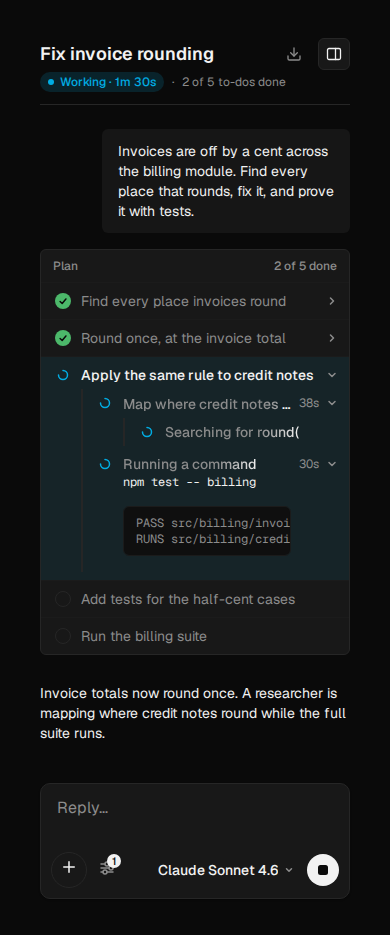 Fix invoice rounding
Working · 1m 30s · 2 of 5 to-dos done
Invoices are off by a cent across
the billing module. Find every
place that rounds, fix it, and prove
it with tests.
Plan 2 of 5 done
Find every place invoices round
Round once, at the invoice total
Apply the same rule to credit notes
Map where credit notes ... 38s
Searching for round(
Running a command 30s
npm test -- billing
PASS src/billing/invoi
RUNS src/billing/credi
Add tests for the half-cent cases
Run the billing suite
Invoice totals now round once. A researcher is
mapping where credit notes round while the full
suite runs.
Reply...
1
Claude Sonnet 4.6